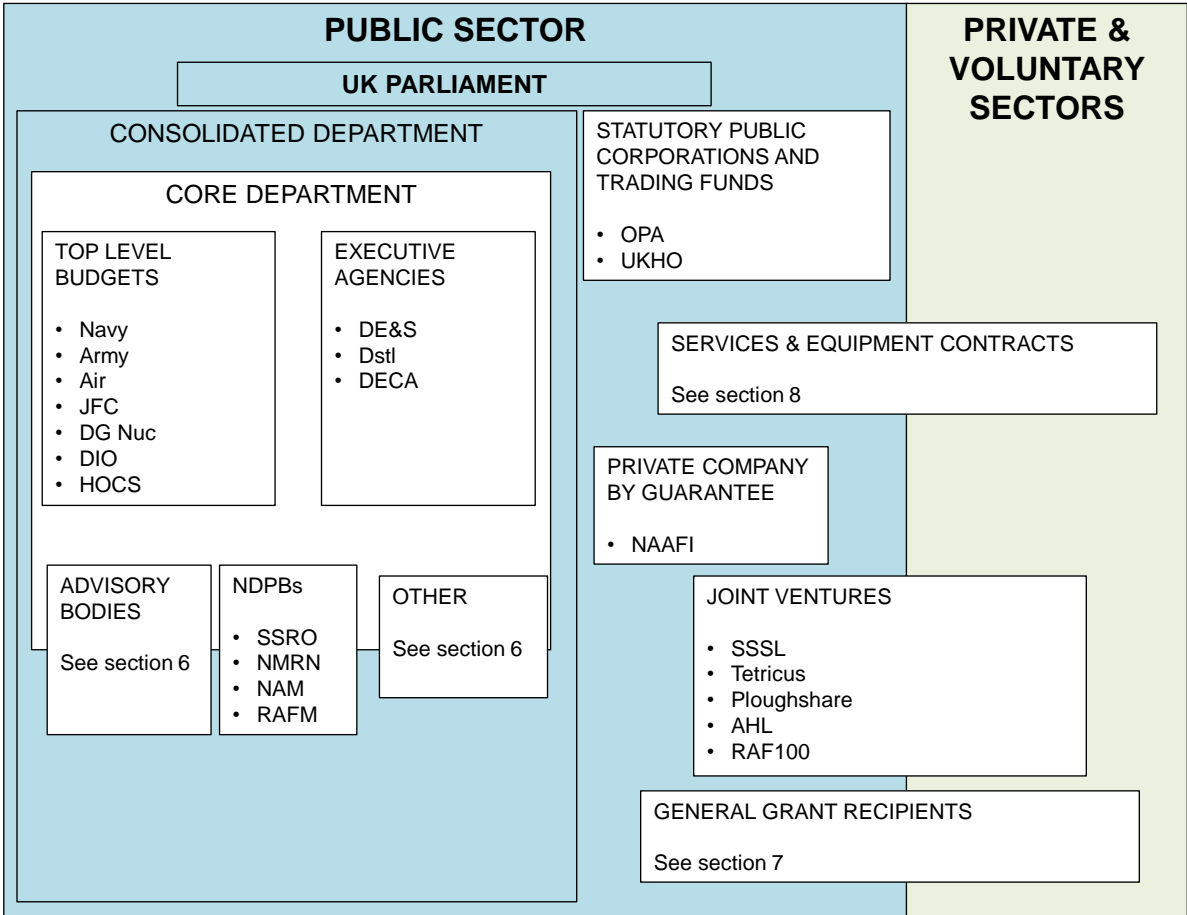 PUBLIC SECTOR
PRIVATE &
VOLUNTARY
SECTORS
UK PARLIAMENT
CONSOLIDATED DEPARTMENT
CORE DEPARTMENT
TOP LEVEL
BUDGETS
• Navy
• Army
• Air
• JFC
• DG Nuc
• DIO
• HOCS
EXECUTIVE
AGENCIES
• DE&S
• Dstl
• DECA
ADVISORY
BODIES
See section 6
NDPBs
• SSRO
• NMRN
• NAM
• RAFM
OTHER
See section 6
STATUTORY PUBLIC
CORPORATIONS AND
TRADING FUNDS
• OPA
• UKHO
SERVICES & EQUIPMENT CONTRACTS
See section 8
PRIVATE COMPANY
BY GUARANTEE
• NAAFI
JOINT VENTURES
• SSSL
• Tetricus
• Ploughshare
• AHL
• RAF100
GENERAL GRANT RECIPIENTS
See section 7